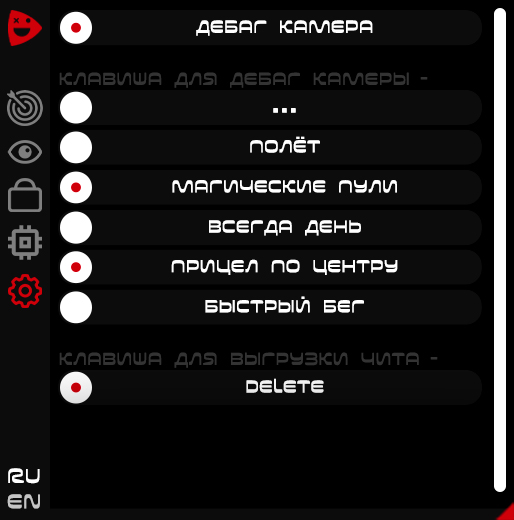 ДЕБАГ КАМЕРА
КЛАВИША ДЛЯ ДЕБАГ КАМЕРЫ -
...
ПОЛЁТ
МАГИЧЕСКИЕ ПУЛИ
ВСЕГДА ДЕНЬ
ПРИЦЕЛ ПО ЦЕНТРУ
БЫСТРЫЙ БЕГ
КЛАВИША ДЛЯ ВЫГРУЗКИ ЧИТА -
DELETE
RU
EN